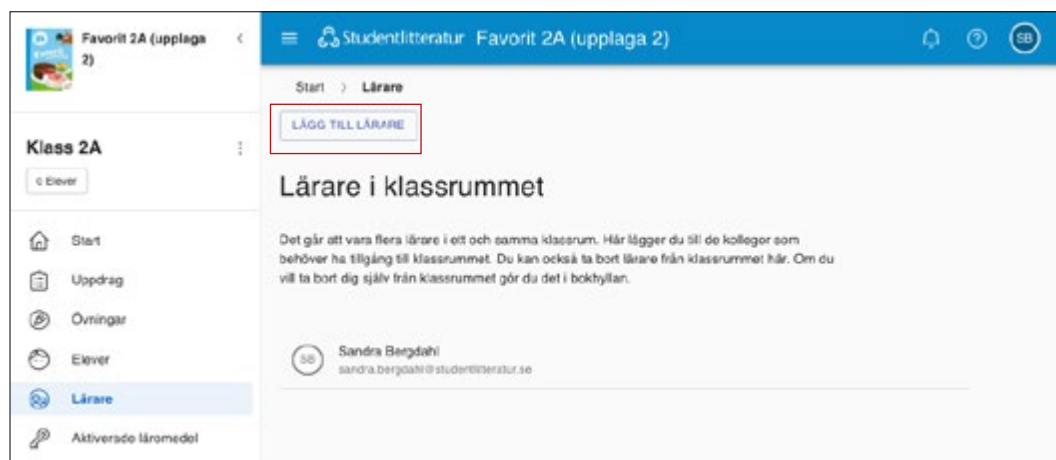 Favorit 2A (upplaga
2)
Klass 2A
Elever
Start
Uppdrag
Övningar
Elever
Lärare
Aktiverade läromedel
Studentlitteratur Favorit 2A (upplaga 2)
SB
Start > Lärare
LÄGG TILL LÄRARE
Lärare i klassrummet
Det går att vara flera lärare i ett och samma klassrum. Här lägger du till de kollegor som
behöver ha tillgång till klassrummet. Du kan också ta bort lärare från klassrummet här. Om du
vill ta bort dig själv från klassrummet gör du det i bokhyllan.
SB
Sandra Bergdahl
sandra.bergdahl@studentlitteratur.se